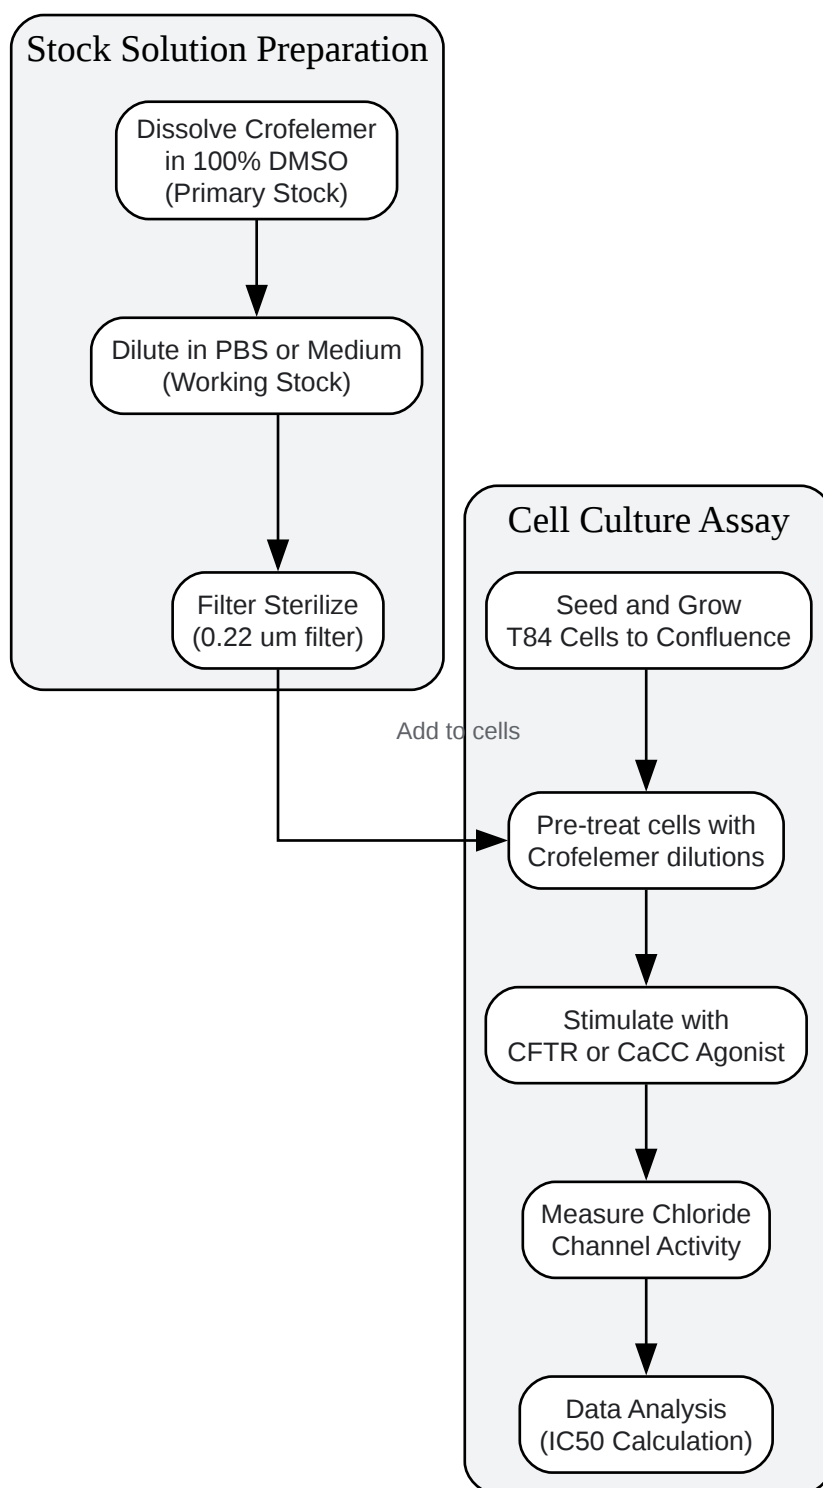 Stock Solution Preparation
Dissolve Crofelemer
in 100% DMSO
(Primary Stock)
Dilute in PBS or Medium
(Working Stock)
Filter Sterilize
(0.22 um filter)
Add to cells
Cell Culture Assay
Seed and Grow
T84 Cells to Confluence
Pre-treat cells with
Crofelemer dilutions
Stimulate with
CFTR or CaCC Agonist
Measure Chloride
Channel Activity
Data Analysis
(IC50 Calculation)